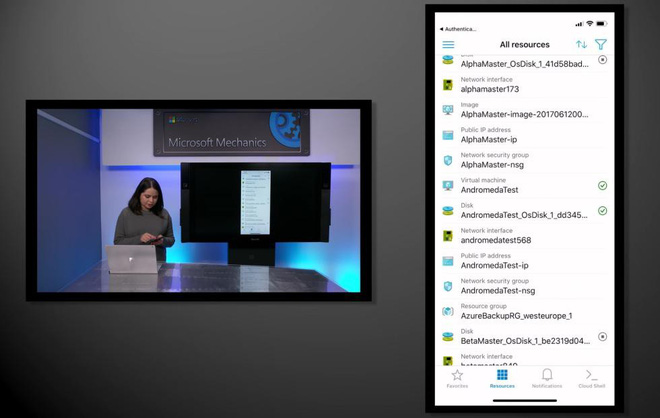 Microsoft Mechanics
Authentica...
All resources
AlphaMaster_OsDisk_1_41d58bad...
Network interface
alphamaster173
Image
AlphaMaster-image-2017061200...
Public IP address
AlphaMaster-ip
Network security group
AlphaMaster-nsg
Virtual machine
AndromedaTest
Disk
AndromedaTest_OsDisk_1_dd345...
Network interface
andromedatest568
Public IP address
AndromedaTest-ip
Network security group
AndromedaTest-nsg
Resource group
AzureBackupRG_westeurope_1
Disk
BetaMaster_OsDisk_1_be2319d04...
Network interface
Favorites
Resources
Notifications
Cloud Shell